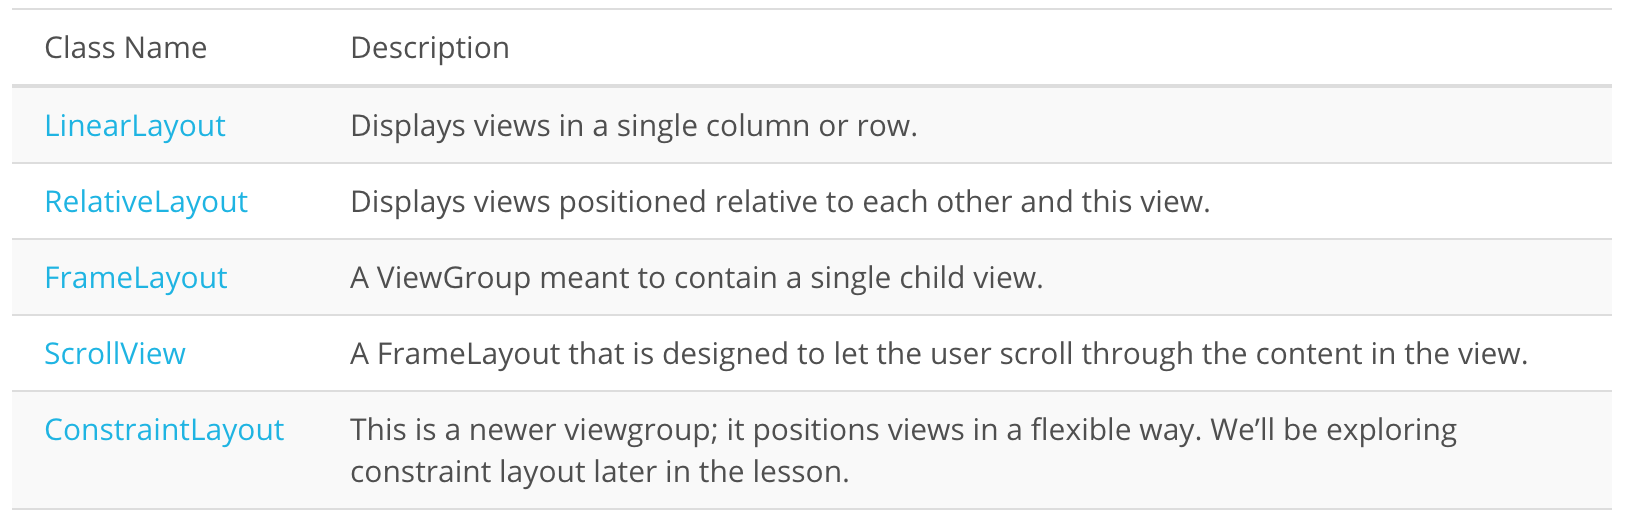 Class Name Description
LinearLayout Displays views in a single column or row.
RelativeLayout Displays views positioned relative to each other and this view.
FrameLayout A ViewGroup meant to contain a single child view.
ScrollView A FrameLayout that is designed to let the user scroll through the content in the view.
ConstraintLayout This is a newer viewgroup; it positions views in a flexible way. We’ll be exploring
constraint layout later in the lesson.